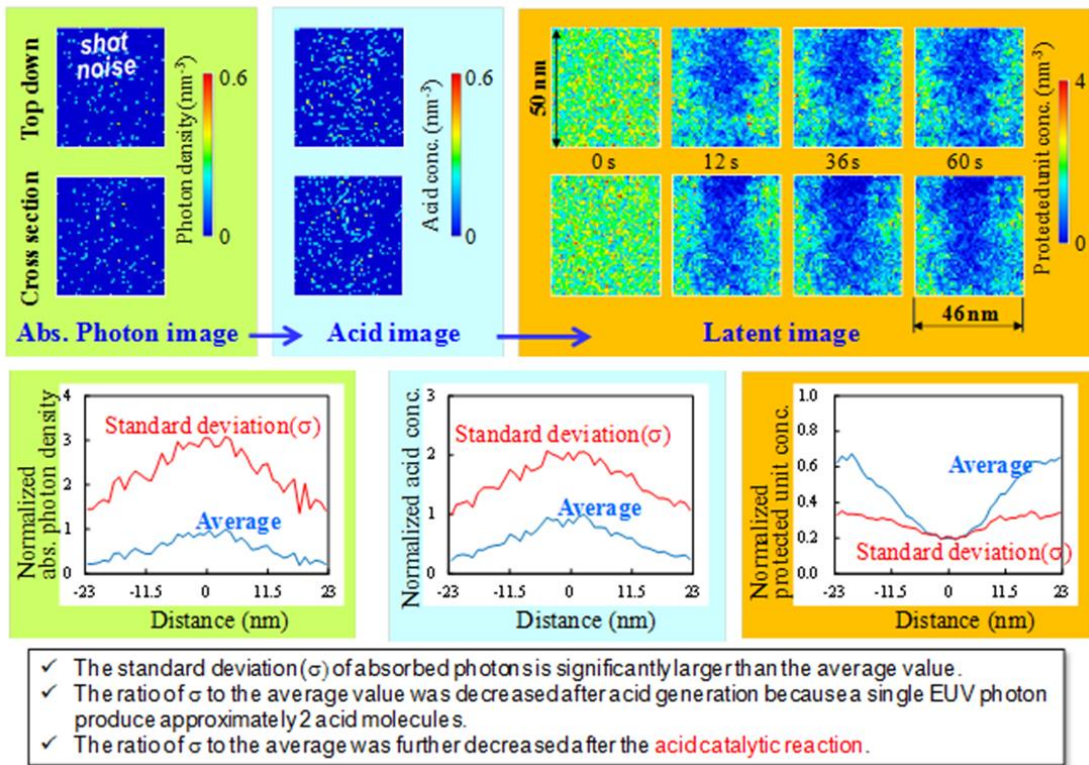 Top down
Cross section
shot
noise
0.6
0
Photon density (nm-3)
Abs. Photon image
0.6
0
Acid conc. (nm-3)
Acid image
50 nm
0 s
12 s
36 s
60 s
4
0
Protected unit conc. (nm-3)
46 nm
Latent image
Normalized
abs. photon density
4
3
2
1
0
Standard deviation(σ)
Average
-23
-11.5
0
11.5
23
Distance (nm)
Normalized acid conc.
3
2
1
0
Standard deviation(σ)
Average
-23
-11.5
0
11.5
23
Distance (nm)
Normalized
protected unit conc.
1.0
0.8
0.6
0.4
0.2
0.0
Average
Standard deviation(σ)
-23
-11.5
0
11.5
23
Distance (nm)
✓ The standard deviation (σ) of absorbed photons is significantly larger than the average value.
✓ The ratio of σ to the average value was decreased after acid generation because a single EUV photon
produce approximately 2 acid molecules.
✓ The ratio of σ to the average was further decreased after the acid catalytic reaction.